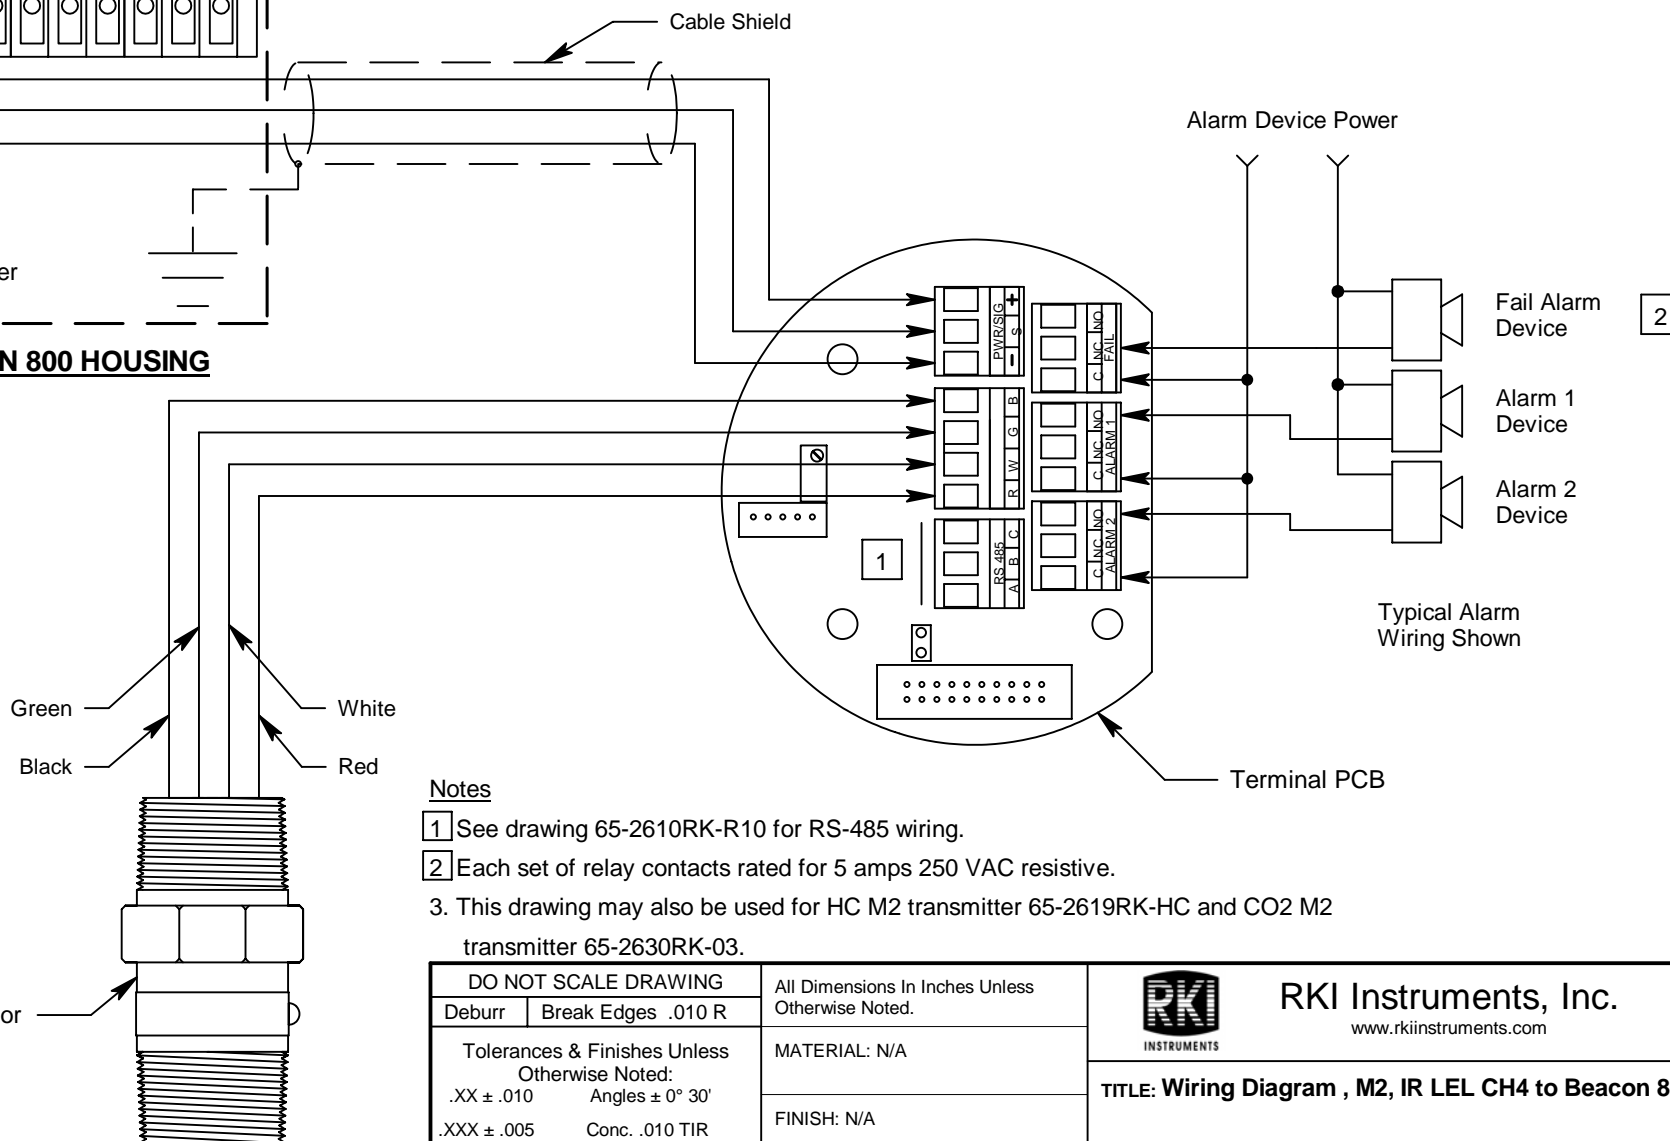 Cable Shield
Alarm Device Power
er
N 800 HOUSING
PWR/SIG
+
S
-
B
G
W
R
RS 485
C
B
A
NO
NC
C
FAIL
NO
NC
C
ALARM 1
NO
NC
C
ALARM 2
Fail Alarm
Device
2
Alarm 1
Device
Alarm 2
Device
1
Typical Alarm
Wiring Shown
Green
White
Black
Red
Terminal PCB
or
Notes
1 See drawing 65-2610RK-R10 for RS-485 wiring.
2 Each set of relay contacts rated for 5 amps 250 VAC resistive.
3. This drawing may also be used for HC M2 transmitter 65-2619RK-HC and CO2 M2
transmitter 65-2630RK-03.
DO NOT SCALE DRAWING
Deburr
Break Edges .010 R
Tolerances & Finishes Unless
Otherwise Noted:
.XX ± .010
Angles ± 0° 30'
.XXX ± .005
Conc. .010 TIR
All Dimensions In Inches Unless
Otherwise Noted.
MATERIAL: N/A
FINISH: N/A
RKI
INSTRUMENTS
RKI Instruments, Inc.
www.rkiinstruments.com
TITLE: Wiring Diagram , M2, IR LEL CH4 to Beacon 8